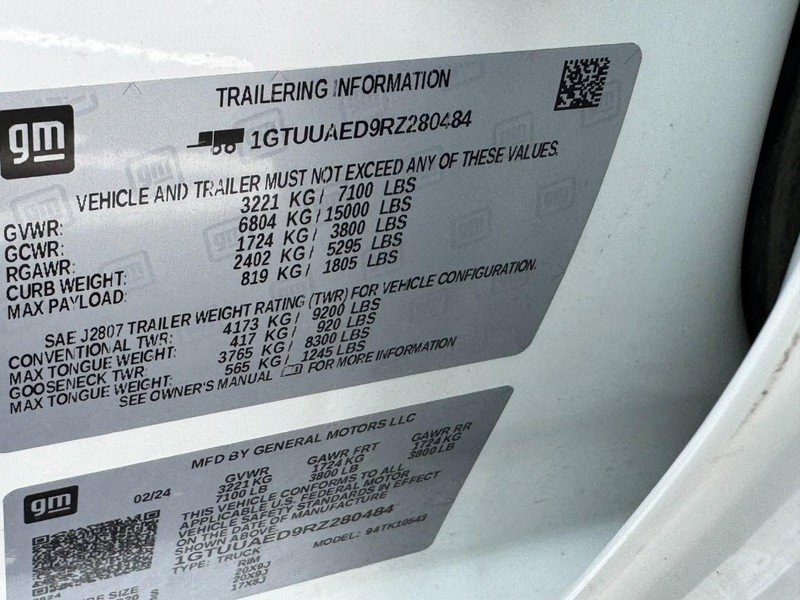 TRAILERING INFORMATION
gm
1GTUUAED9RZ280484
VEHICLE AND TRAILER MUST NOT EXCEED ANY OF THESE VALUES.
GVWR: 3221 KG / 7100 LBS
GCWR: 6804 KG / 15000 LBS
RGAWR: 1724 KG / 3800 LBS
CURB WEIGHT: 2402 KG / 5295 LBS
MAX PAYLOAD: 819 KG / 1805 LBS
SAE J2807 TRAILER WEIGHT RATING (TWR) FOR VEHICLE CONFIGURATION.
CONVENTIONAL TWR: 4173 KG / 9200 LBS
MAX TONGUE WEIGHT: 417 KG / 920 LBS
GOOSENECK TWR: 3765 KG / 8300 LBS
MAX TONGUE WEIGHT: 565 KG / 1245 LBS
SEE OWNER'S MANUAL FOR MORE INFORMATION
MFD BY GENERAL MOTORS LLC
gm
02/24
GVWR GAWR FRT GAWR RR
3221 KG 1724 KG 1724 KG
7100 LB 3800 LB 3800 LB
THIS VEHICLE CONFORMS TO ALL
APPLICABLE U.S. FEDERAL MOTOR
VEHICLE SAFETY STANDARDS IN EFFECT
ON THE DATE OF MANUFACTURE
SHOWN ABOVE.
1GTUUAED9RZ280484
TYPE: TRUCK MODEL: 94TK10543
RIM
20X9J
20X9J
17X8J